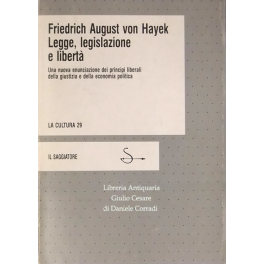 Friedrich August von Hayek
Legge, legislazione
e libertà
Una nuova enunciazione dei principi liberali
della giustizia e della economia politica
LA CULTURA 29
IL SAGGIATORE
Libreria Antiquaria
Giulio Cesare
di Daniele Corradi